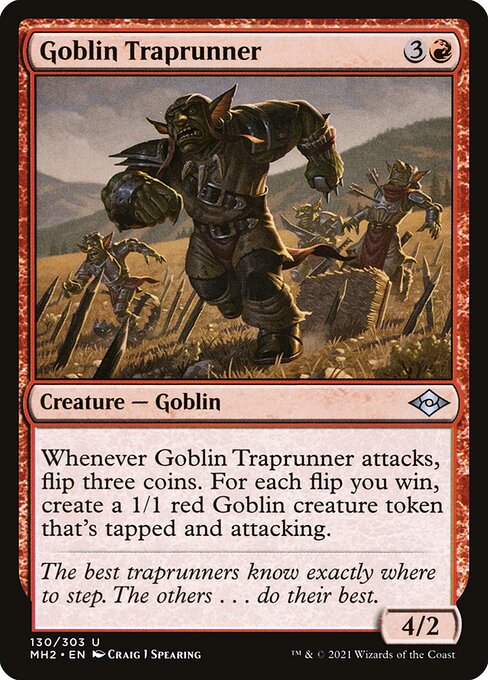 Goblin Traprunner 3
Creature — Goblin
Whenever Goblin Traprunner attacks,
flip three coins. For each flip you win,
create a 1/1 red Goblin creature token
that's tapped and attacking.
The best traprunners know exactly where
to step. The others . . . do their best.
4/2
130/303 U
MH2 • EN Craig J Spearing ™ & © 2021 Wizards of the Coast